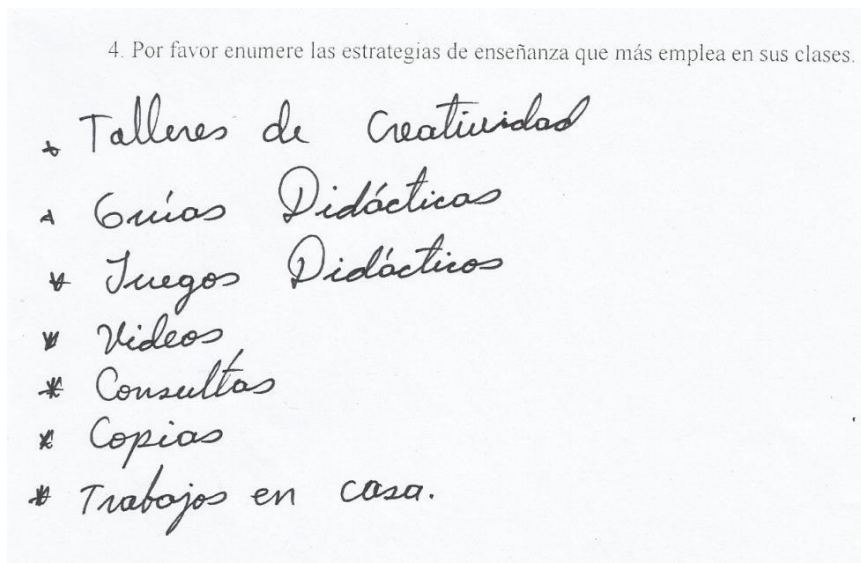 4. Por favor enumere las estrategias de enseñanza que más emplea en sus clases.
* Talleres de Creatividad
* Guías Didácticas
* Juegos Didácticos
* Videos
* Consultas
* Copias
* Trabajos en casa.